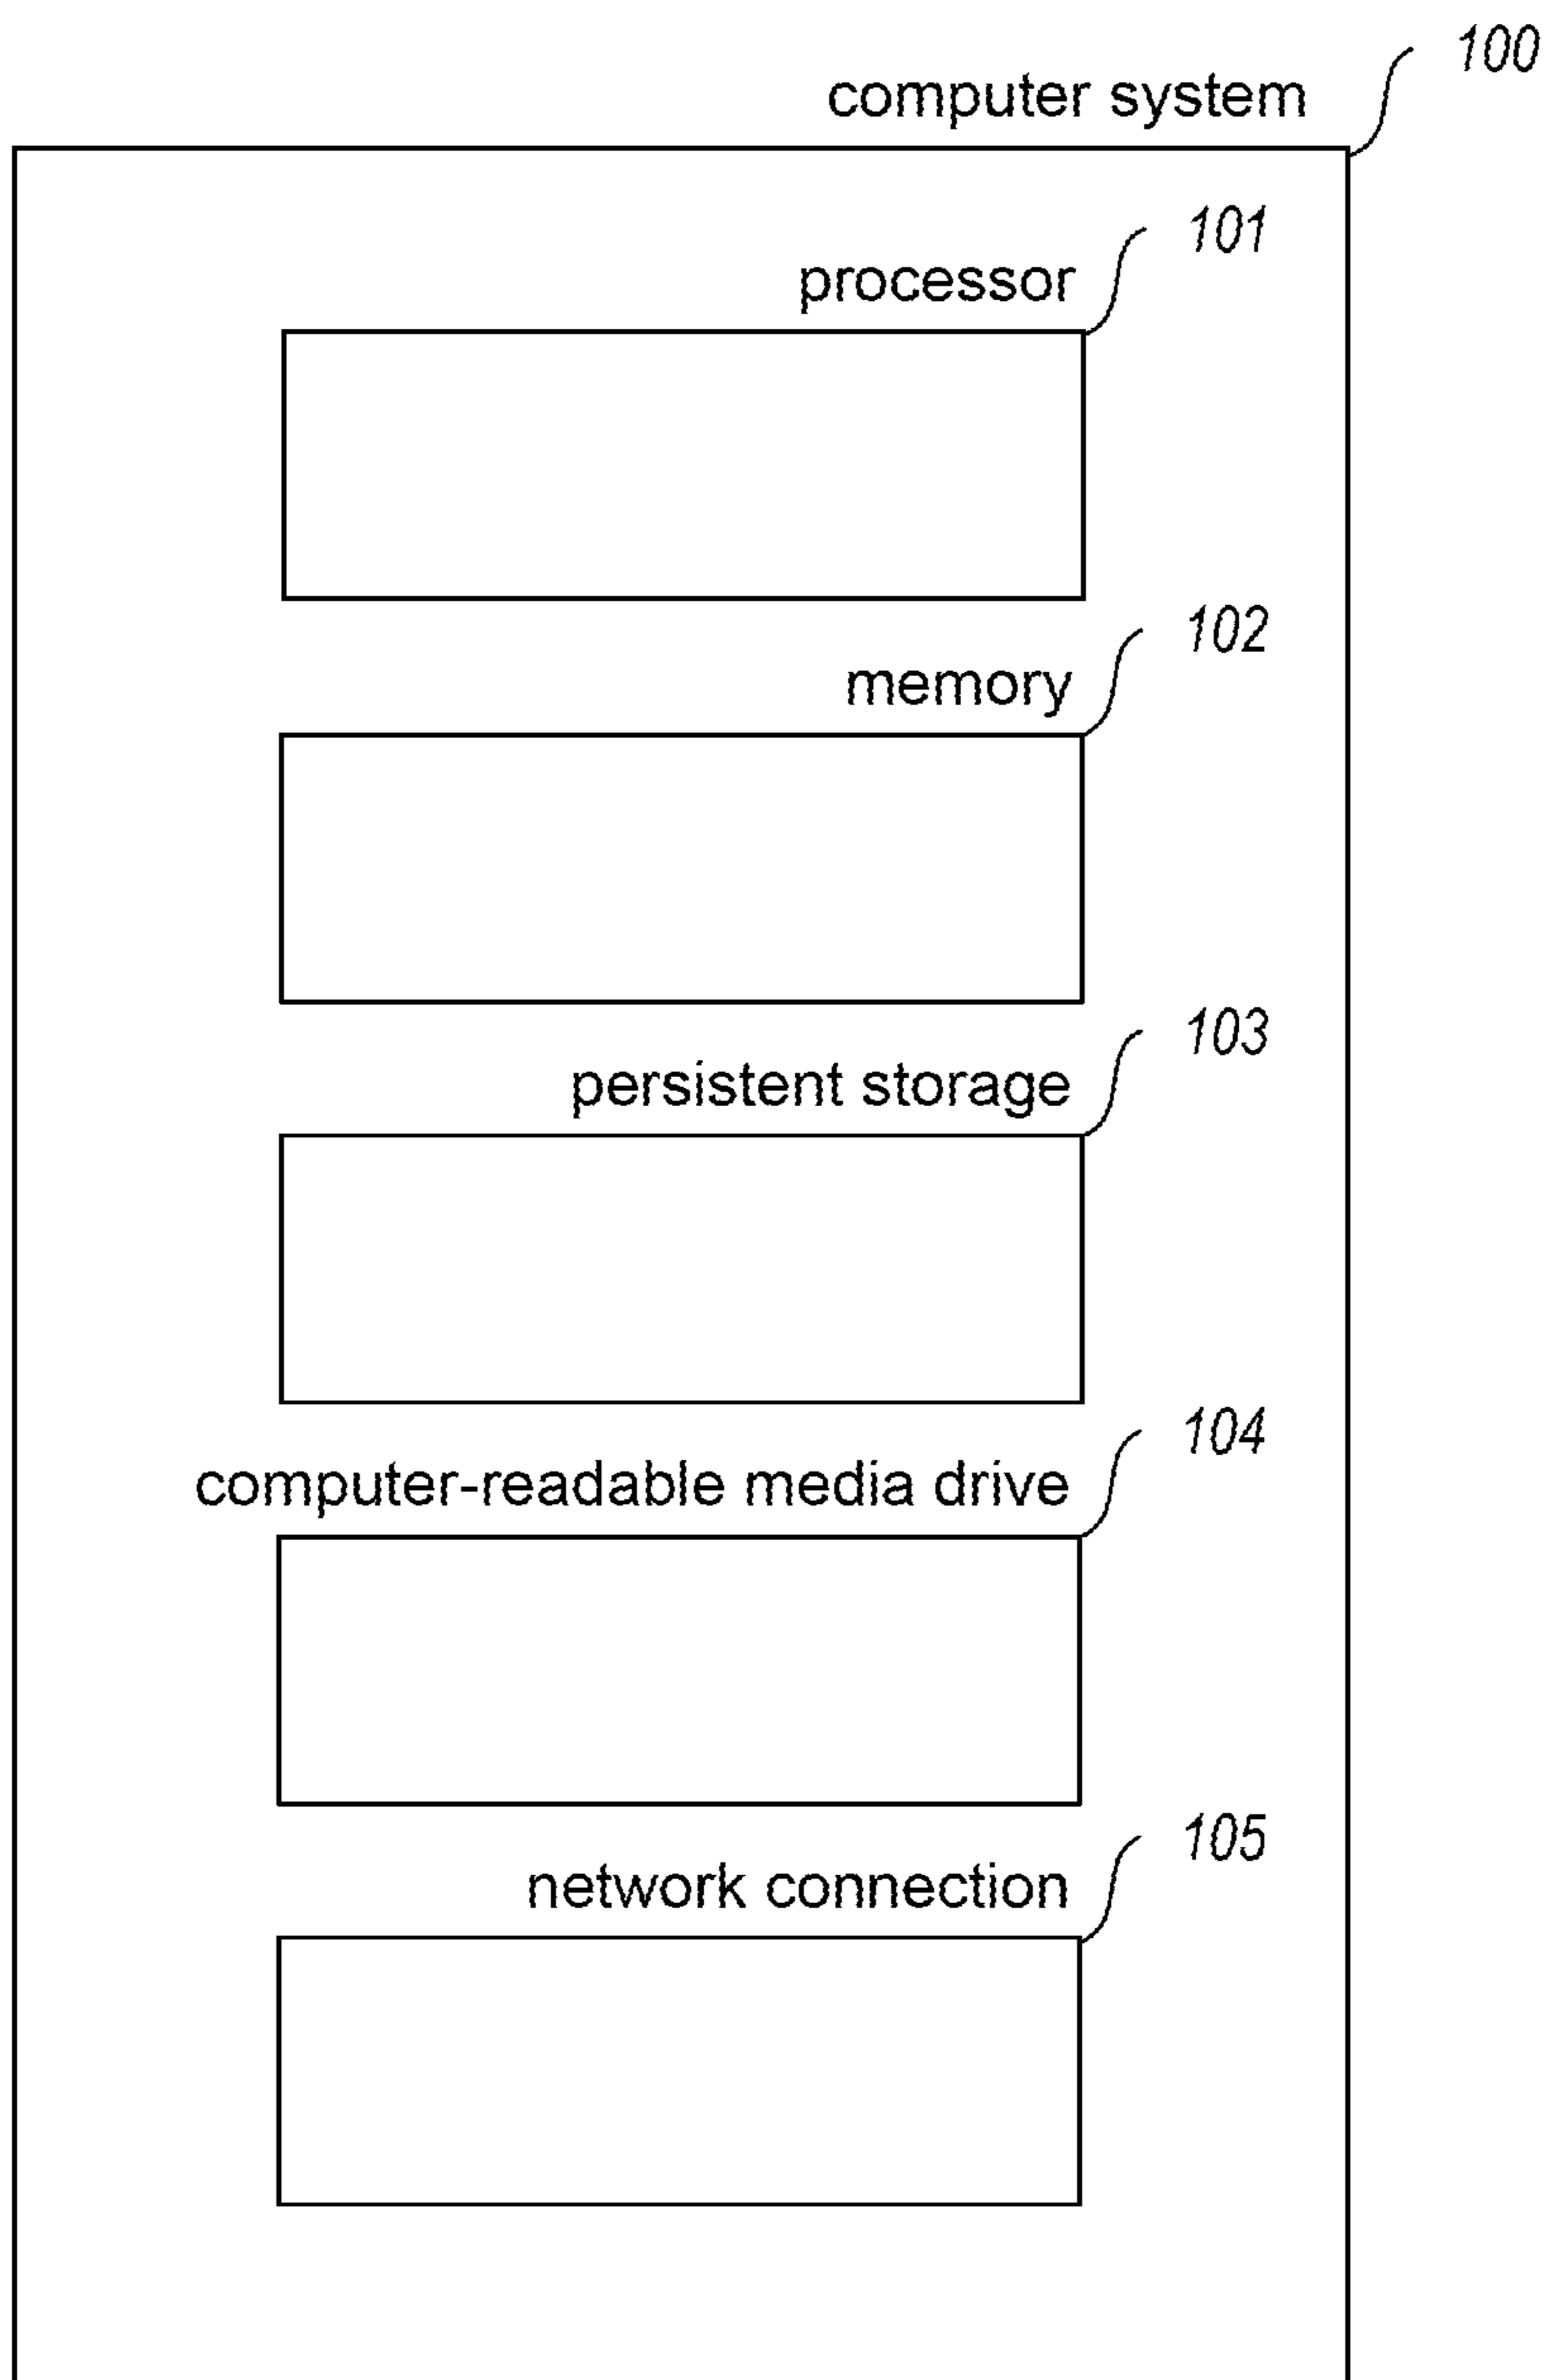 100
computer system
101
processor
102
memory
103
persistent storage
104
computer-readable media drive
105
network connection